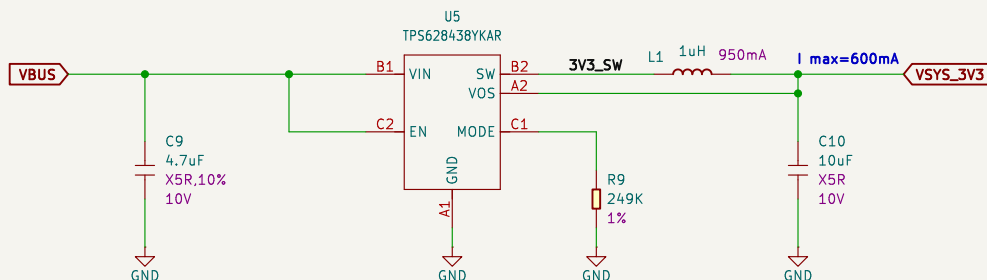 U5
TPS628438YKAR
VBUS
B1
VIN
C2
EN
GND
A1
SW
B2
VOS
A2
MODE
C1
3V3_SW
L1
1uH
950mA
I max=600mA
VSYS_3V3
C9
4.7uF
X5R,10%
10V
R9
249K
1%
C10
10uF
X5R
10V
GND
GND
GND
GND